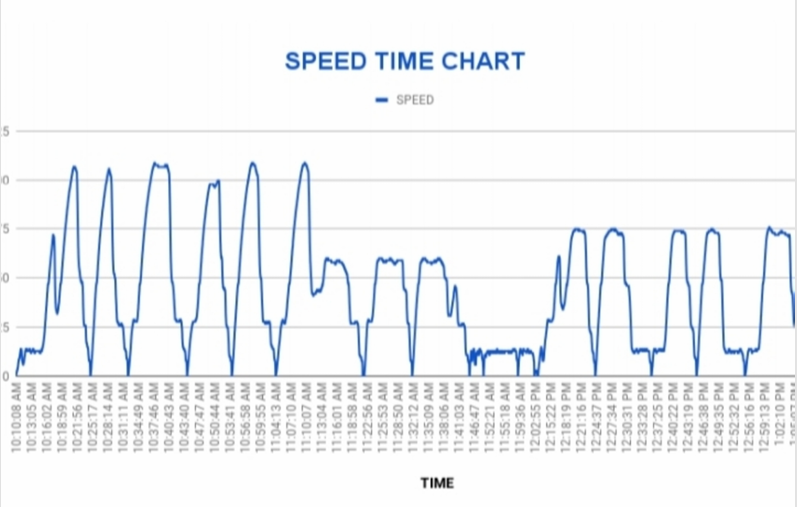 SPEED TIME CHART
SPEED
5
0
5
0
5
0
10:10:08 AM
10:13:05 AM
10:16:02 AM
10:18:59 AM
10:21:56 AM
10:25:17 AM
10:28:14 AM
10:31:11 AM
10:34:49 AM
10:37:46 AM
10:40:43 AM
10:43:40 AM
10:47:47 AM
10:50:44 AM
10:53:41 AM
10:56:58 AM
10:59:55 AM
11:04:13 AM
11:07:10 AM
11:10:07 AM
11:13:04 AM
11:16:01 AM
11:18:58 AM
11:22:56 AM
11:25:53 AM
11:28:50 AM
11:32:12 AM
11:35:09 AM
11:38:06 AM
11:41:03 AM
11:46:47 AM
11:52:21 AM
11:55:18 AM
11:59:36 AM
12:02:55 PM
12:15:22 PM
12:18:19 PM
12:21:16 PM
12:24:37 PM
12:27:34 PM
12:30:31 PM
12:33:28 PM
12:37:25 PM
12:40:22 PM
12:43:19 PM
12:46:38 PM
12:49:35 PM
12:52:32 PM
12:56:16 PM
12:59:13 PM
1:02:10 PM
TIME